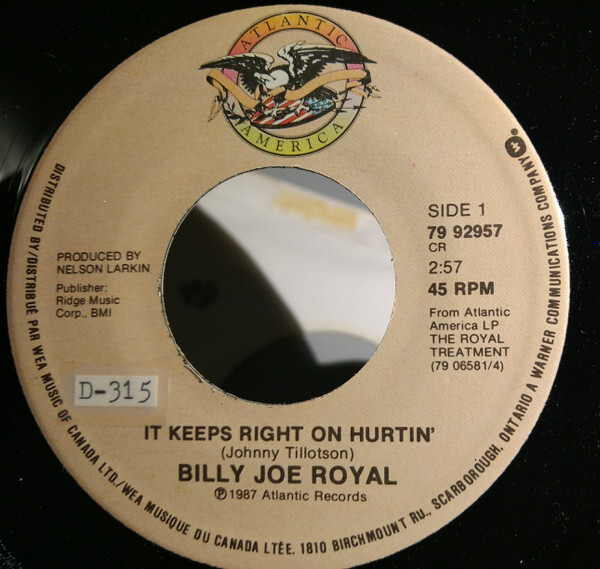 ATLANTIC
AMERICA
SIDE 1
79 92957
CR
2:57
45 RPM
From Atlantic
America LP
THE ROYAL
TREATMENT
(79 06581/4)
PRODUCED BY
NELSON LARKIN
Publisher:
Ridge Music
Corp., BMI
D-315
IT KEEPS RIGHT ON HURTIN'
(Johnny Tillotson)
BILLY JOE ROYAL
℗ 1987 Atlantic Records
DISTRIBUTED BY/DISTRIBUÉ PAR WEA MUSIC OF CANADA LTD./WEA MUSIQUE DU CANADA LTÉE. 1810 BIRCHMOUNT RD., SCARBOROUGH, ONTARIO A WARNER COMMUNICATIONS COMPANY